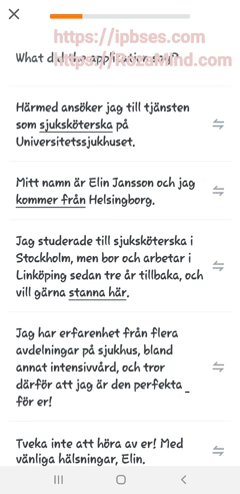 https://ipbses.com
What did the application say?
https://RozaMind.com
Härmed ansöker jag till tjänsten
som sjuksköterska på
Universitetssjukhuset.
Mitt namn är Elin Jansson och jag
kommer från Helsingborg.
Jag studerade till sjuksköterska i
Stockholm, men bor och arbetar i
Linköping sedan tre år tillbaka, och
vill gärna stanna här.
Jag har erfarenhet från flera
avdelningar på sjukhus, bland
annat intensivvård, och tror
därför att jag är den perfekta _
för er!
Tveka inte att höra av er! Med
vänliga hälsningar, Elin.